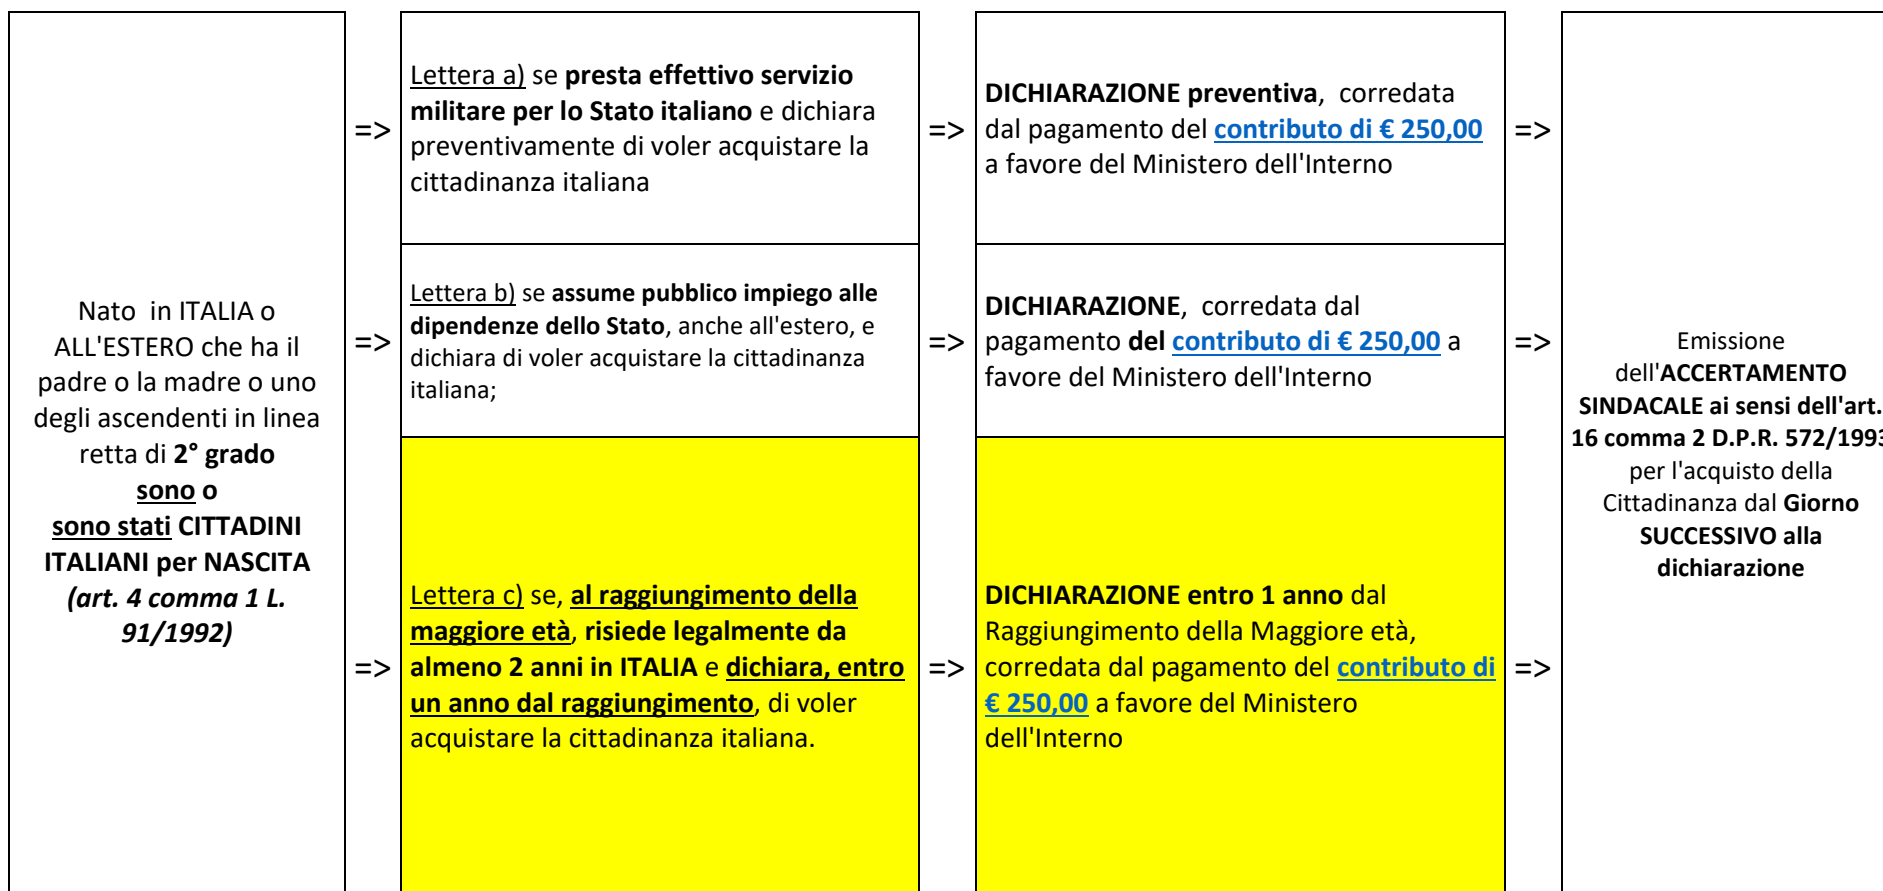 Nato in ITALIA o
ALL'ESTERO che ha il
padre o la madre o uno
degli ascendenti in linea
retta di 2° grado
sono o
sono stati CITTADINI
ITALIANI per NASCITA
(art. 4 comma 1 L.
91/1992)
=>
Lettera a) se presta effettivo servizio
militare per lo Stato italiano e dichiara
preventivamente di voler acquistare la
cittadinanza italiana
=>
DICHIARAZIONE preventiva, corredata
dal pagamento del contributo di € 250,00
a favore del Ministero dell'Interno
=>
=>
Lettera b) se assume pubblico impiego alle
dipendenze dello Stato, anche all'estero, e
dichiara di voler acquistare la cittadinanza
italiana;
=>
DICHIARAZIONE, corredata dal
pagamento del contributo di € 250,00 a
favore del Ministero dell'Interno
=>
=>
Lettera c) se, al raggiungimento della
maggiore età, risiede legalmente da
almeno 2 anni in ITALIA e dichiara, entro
un anno dal raggiungimento, di voler
acquistare la cittadinanza italiana.
=>
DICHIARAZIONE entro 1 anno dal
Raggiungimento della Maggiore età,
corredata dal pagamento del contributo di
€ 250,00 a favore del Ministero
dell'Interno
=>
Emissione
dell'ACCERTAMENTO
SINDACALE ai sensi dell'art.
16 comma 2 D.P.R. 572/1993
per l'acquisto della
Cittadinanza dal Giorno
SUCCESSIVO alla
dichiarazione